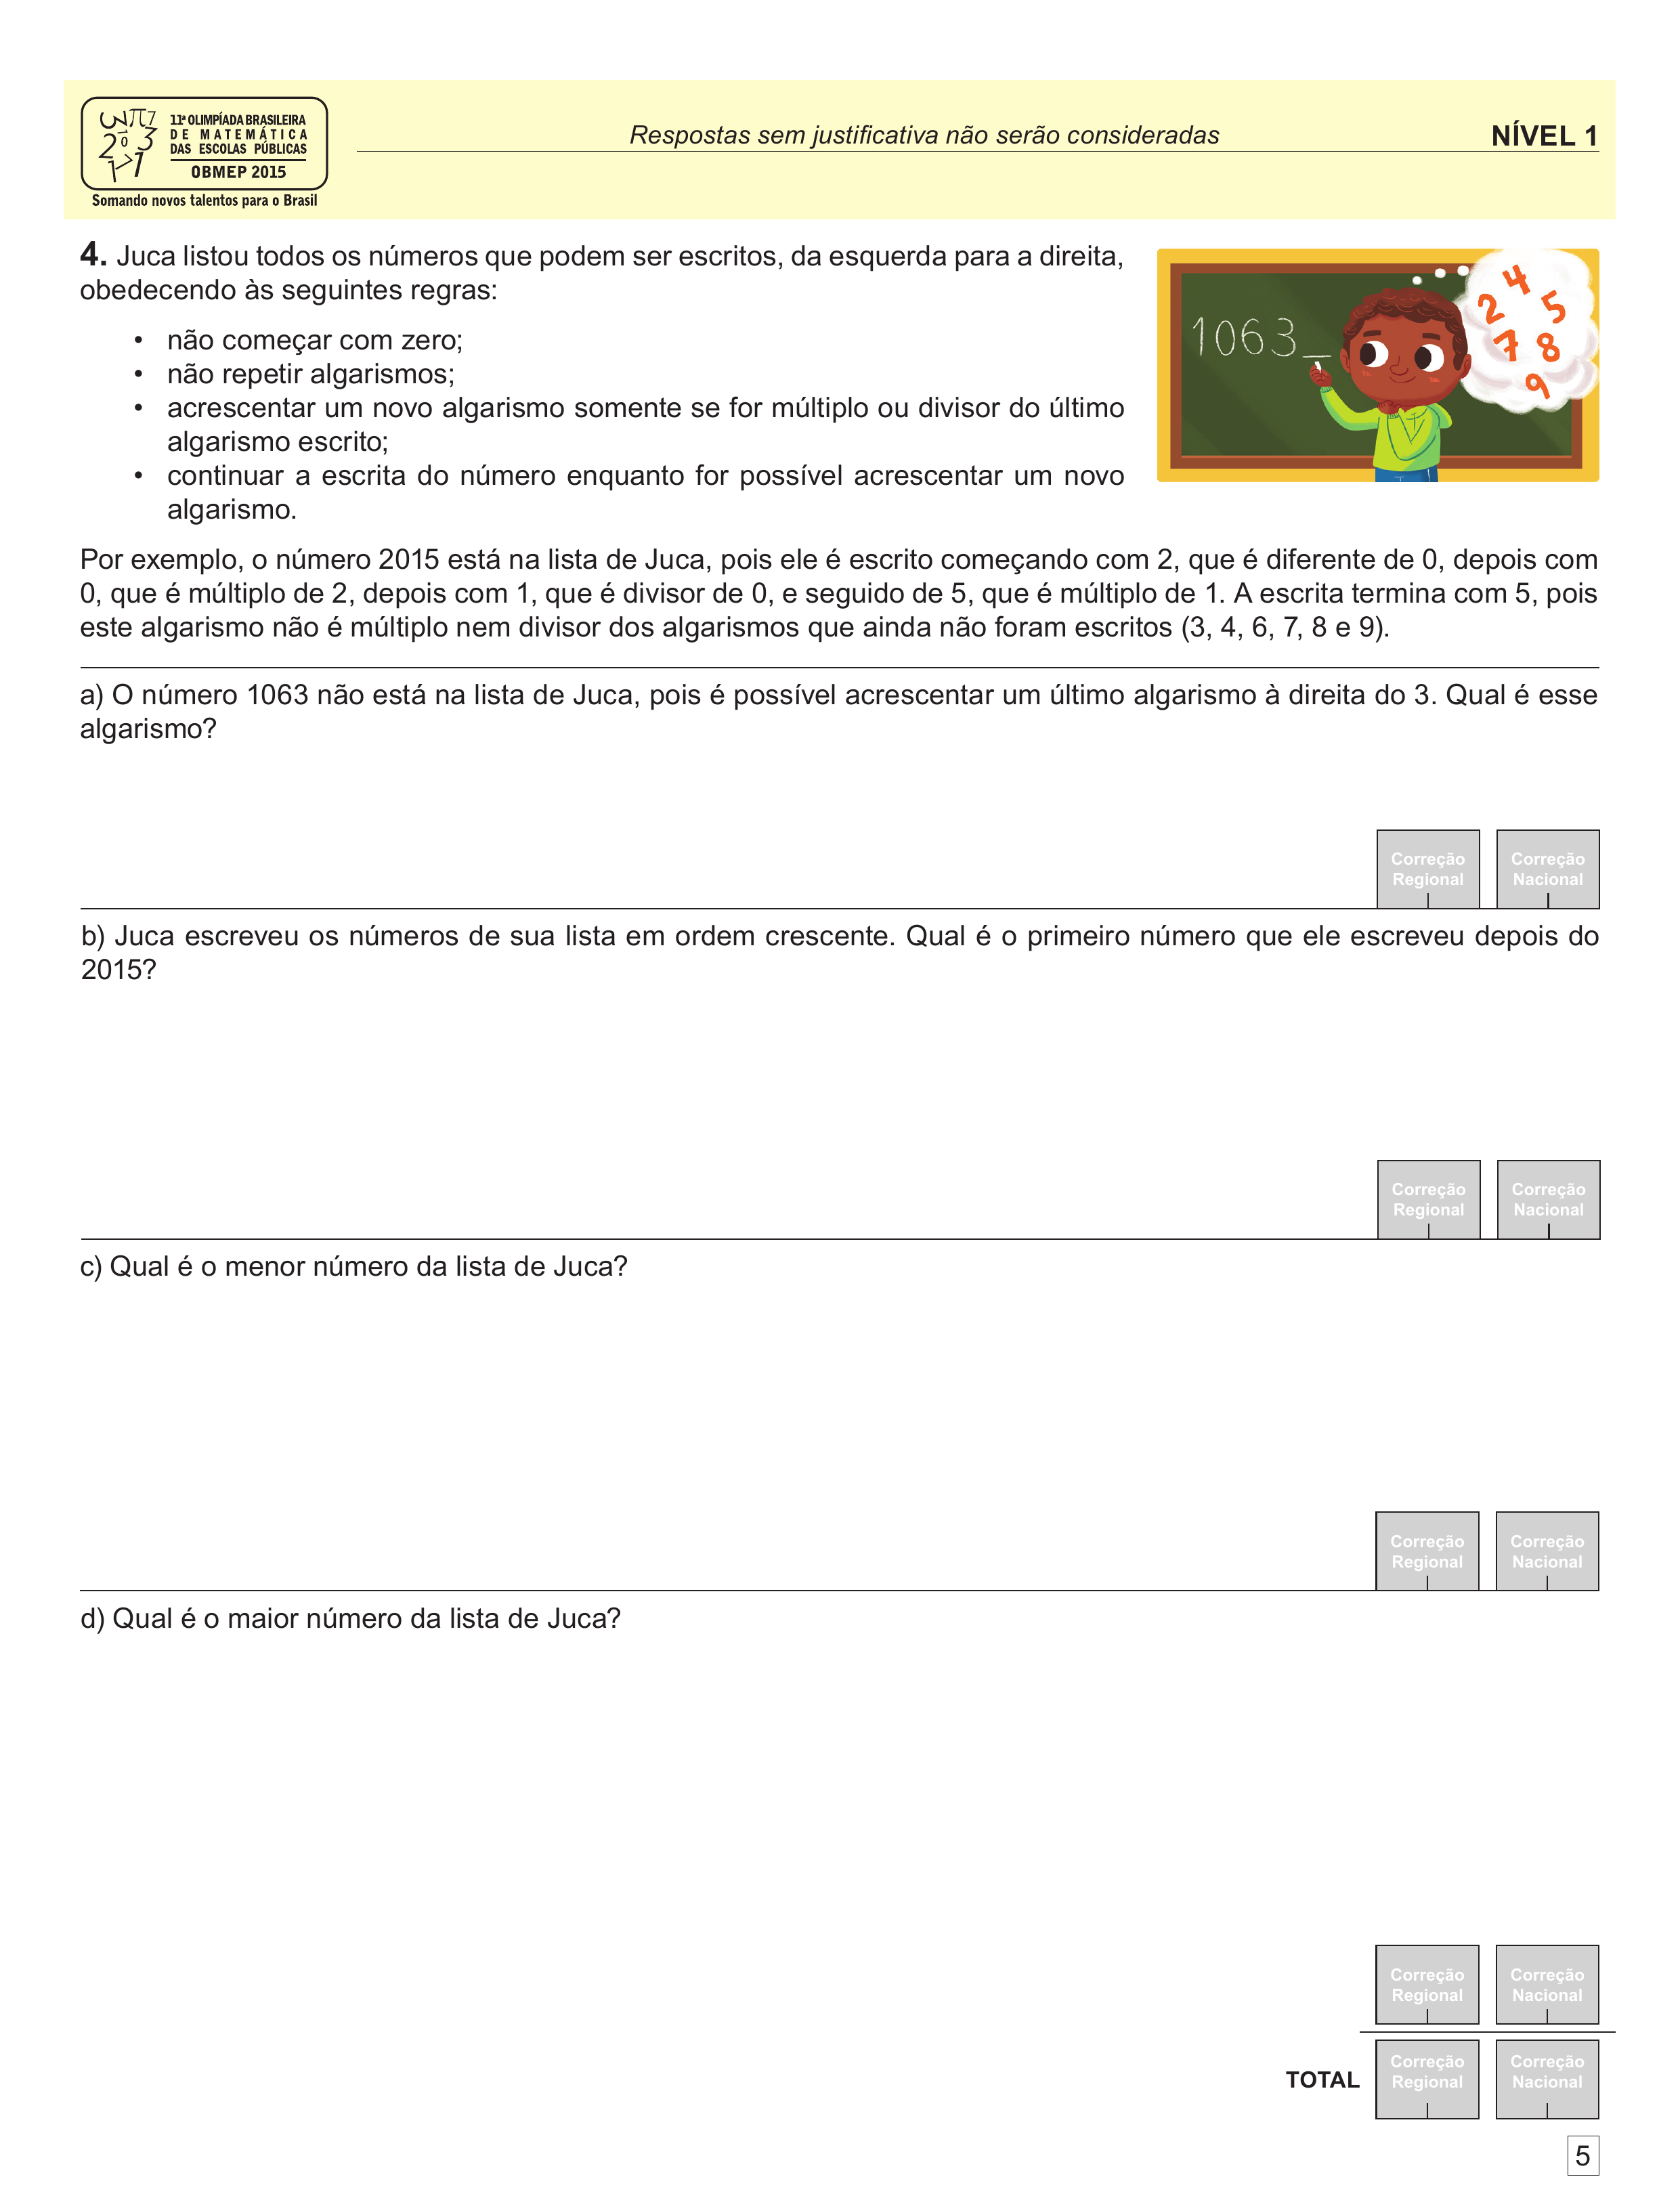 11ª OLIMPÍADA BRASILEIRA
DE MATEMÁTICA
DAS ESCOLAS PÚBLICAS
OBMEP 2015
Somando novos talentos para o Brasil
Respostas sem justificativa não serão consideradas
NÍVEL 1
4. Juca listou todos os números que podem ser escritos, da esquerda para a direita,
obedecendo às seguintes regras:
• não começar com zero;
• não repetir algarismos;
• acrescentar um novo algarismo somente se for múltiplo ou divisor do último
algarismo escrito;
• continuar a escrita do número enquanto for possível acrescentar um novo
algarismo.
1063_
2 4 5
7 8
9
Por exemplo, o número 2015 está na lista de Juca, pois ele é escrito começando com 2, que é diferente de 0, depois com
0, que é múltiplo de 2, depois com 1, que é divisor de 0, e seguido de 5, que é múltiplo de 1. A escrita termina com 5, pois
este algarismo não é múltiplo nem divisor dos algarismos que ainda não foram escritos (3, 4, 6, 7, 8 e 9).
a) O número 1063 não está na lista de Juca, pois é possível acrescentar um último algarismo à direita do 3. Qual é esse
algarismo?
Correção Regional
Correção Nacional
b) Juca escreveu os números de sua lista em ordem crescente. Qual é o primeiro número que ele escreveu depois do
2015?
Correção Regional
Correção Nacional
c) Qual é o menor número da lista de Juca?
Correção Regional
Correção Nacional
d) Qual é o maior número da lista de Juca?
Correção Regional
Correção Nacional
TOTAL
Correção Regional
Correção Nacional
5